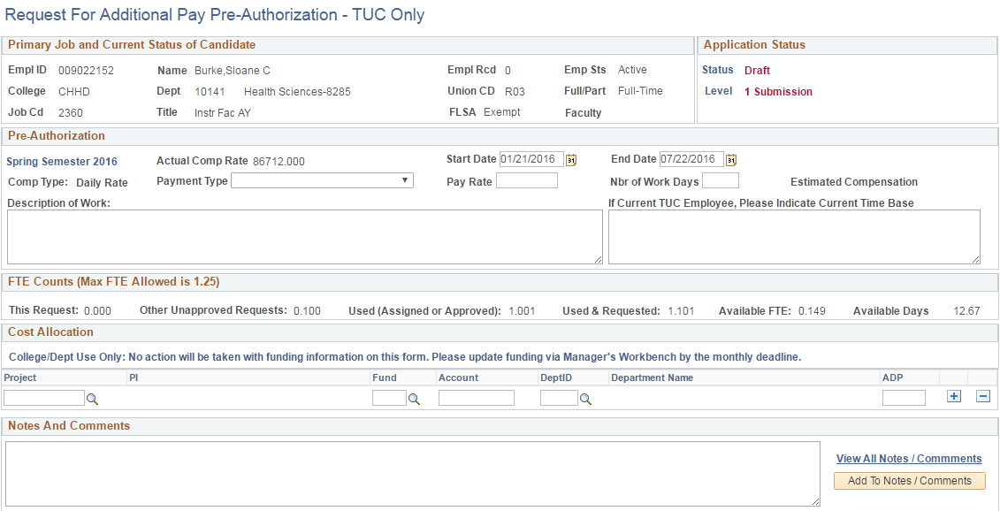 Request For Additional Pay Pre-Authorization - TUC Only
Primary Job and Current Status of Candidate
Application Status
Empl ID 009022152 Name Burke,Sloane C Empl Rcd 0 Emp Sts Active
Status Draft
College CHHD Dept 10141 Health Sciences-8285 Union CD R03 Full/Part Full-Time
Level 1 Submission
Job Cd 2360 Title Instr Fac AY FLSA Exempt Faculty
Pre-Authorization
Spring Semester 2016 Actual Comp Rate 86712.000 Start Date 01/21/2016 31 End Date 07/22/2016 31
Comp Type: Daily Rate Payment Type Pay Rate Nbr of Work Days Estimated Compensation
Description of Work: If Current TUC Employee, Please Indicate Current Time Base
FTE Counts (Max FTE Allowed is 1.25)
This Request: 0.000 Other Unapproved Requests: 0.100 Used (Assigned or Approved): 1.001 Used & Requested: 1.101 Available FTE: 0.149 Available Days 12.67
Cost Allocation
College/Dept Use Only: No action will be taken with funding information on this form. Please update funding via Manager's Workbench by the monthly deadline.
Project PI Fund Account DeptID Department Name ADP
Notes And Comments
View All Notes / Commments
Add To Notes / Comments